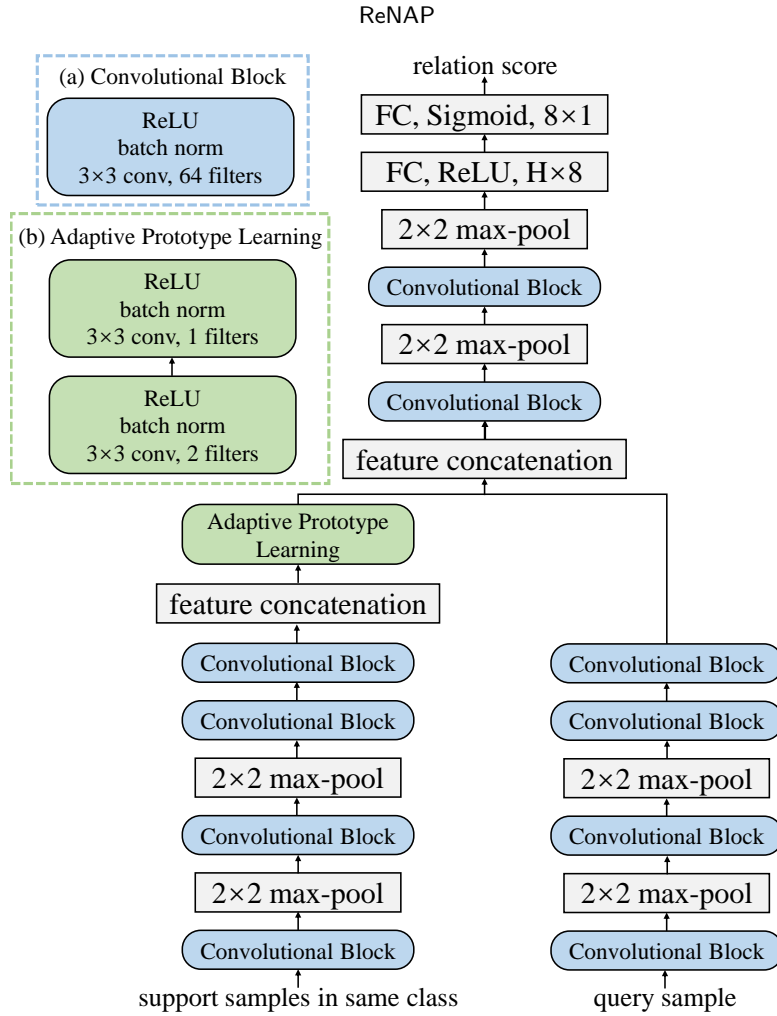 ReNAP
(a) Convolutional Block
ReLU
batch norm
3×3 conv, 64 filters
(b) Adaptive Prototype Learning
ReLU
batch norm
3×3 conv, 1 filters
ReLU
batch norm
3×3 conv, 2 filters
relation score
FC, Sigmoid, 8×1
FC, ReLU, H×8
2×2 max-pool
Convolutional Block
2×2 max-pool
Convolutional Block
feature concatenation
Adaptive Prototype
Learning
feature concatenation
Convolutional Block
Convolutional Block
2×2 max-pool
Convolutional Block
2×2 max-pool
Convolutional Block
support samples in same class
Convolutional Block
Convolutional Block
2×2 max-pool
Convolutional Block
2×2 max-pool
Convolutional Block
query sample